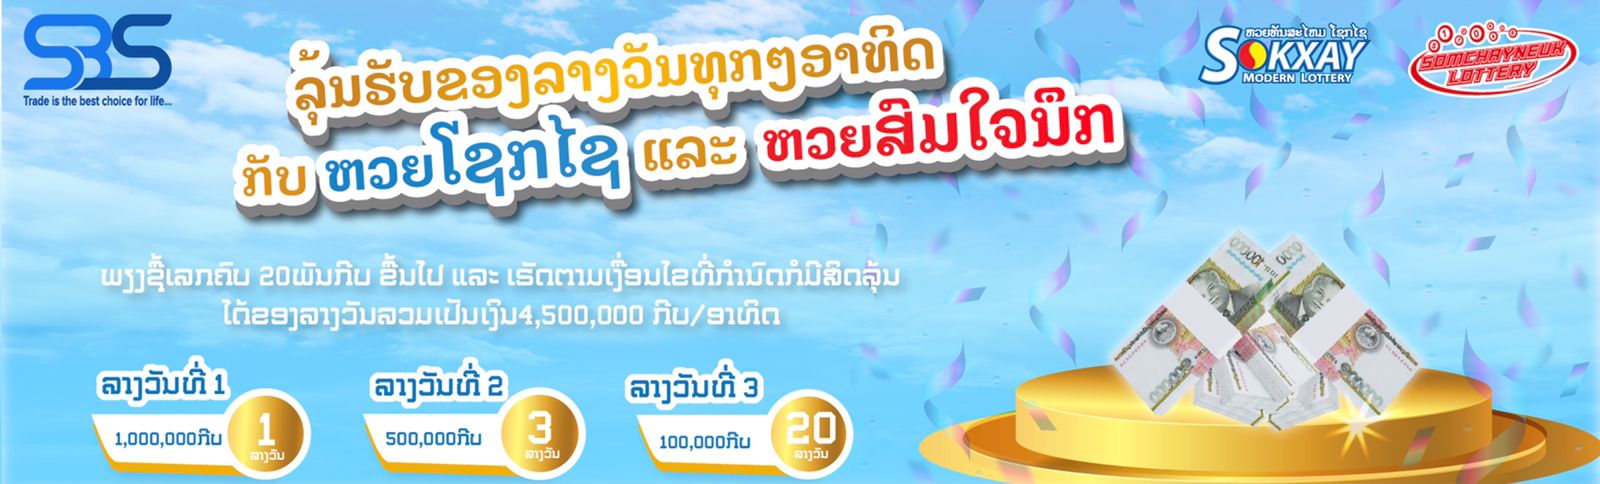 SBS
Trade is the best choice for life...
ລຸ້ນຮັບຂອງລາງວັນທຸກໆອາທິດ
ກັບ ຫວຍໂຊກໄຊ ແລະ ຫວຍສົມໃຈນຶກ
ຫວຍທັນສະໄໝ ໂຊກໄຊ
SOKXAY
MODERN LOTTERY
SOMCHAYNEUK
LOTTERY
ພຽງຊື້ເລກຄົບ 20ພັນກີບ ຂື້ນໄປ ແລະ ເຮັດຕາມເງື່ອນໄຂທີ່ກຳນົດກໍມີສິດລຸ້ນ
ໄດ້ຂອງລາງວັນລວມເປັນເງິນ4,500,000 ກີບ/ອາທິດ
ລາງວັນທີ່ 1
1,000,000ກີບ
1
ລາງວັນ
ລາງວັນທີ່ 2
500,000ກີບ
3
ລາງວັນ
ລາງວັນທີ່ 3
100,000ກີບ
20
ລາງວັນ